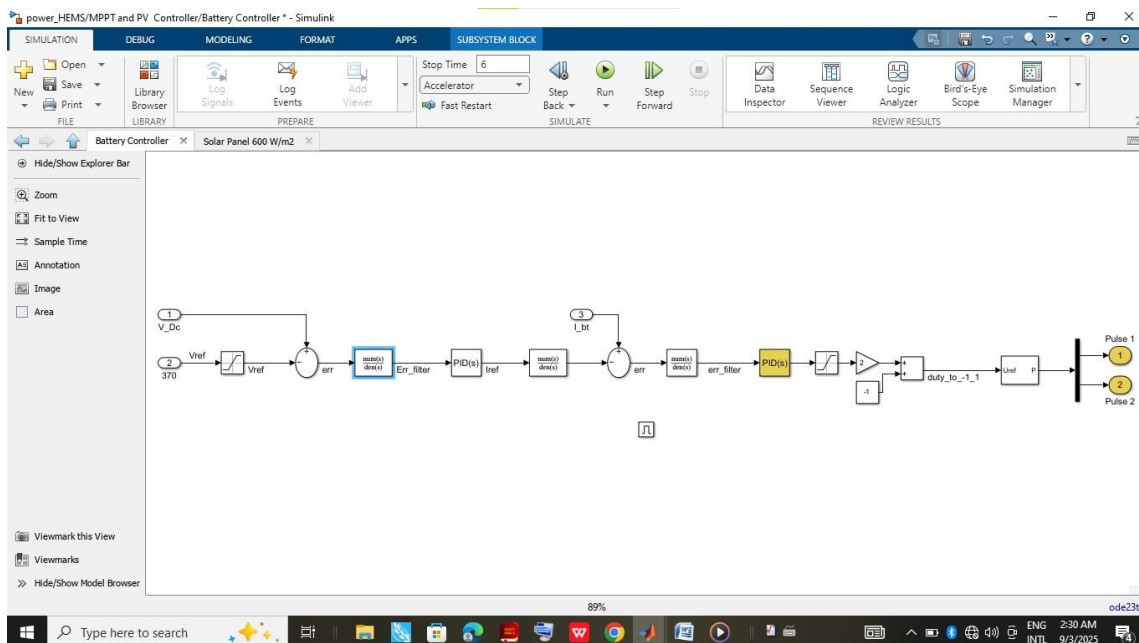 power_HEMS/MPPT and PV Controller/Battery Controller * - Simulink
SIMULATION DEBUG MODELING FORMAT APPS SUBSYSTEM BLOCK
New
Open
Save
Print
FILE
Library Browser
LIBRARY
Log Signals
Log Events
Add Viewer
PREPARE
Stop Time 6
Accelerator
Fast Restart
Step Back
Run
Step Forward
Stop
SIMULATE
Data Inspector
Sequence Viewer
Logic Analyzer
Bird's-Eye Scope
Simulation Manager
REVIEW RESULTS
Battery Controller × Solar Panel 600 W/m2 ×
Hide/Show Explorer Bar
Zoom
Fit to View
Sample Time
Annotation
Image
Area
1
V_Dc
2
370
Vref
Vref
err
num(s)
den(s)
Err_filter
PID(s)
Iref
num(s)
den(s)
3
I_bt
err
num(s)
den(s)
err_filter
PID(s)
2
-1
duty_to_-1_1
Uref P
Pulse 1
1
2
Pulse 2
Viewmark this View
Viewmarks
Hide/Show Model Browser
89%
ode23t
Type here to search
ENG
INTL
2:30 AM
9/3/2025